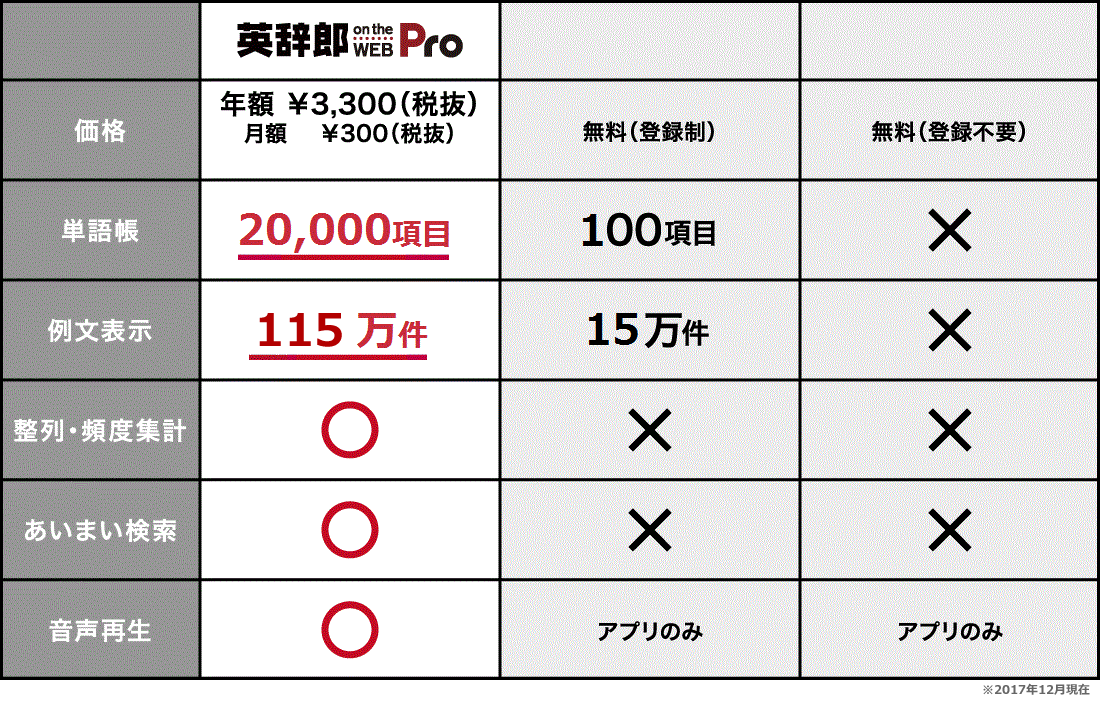 英辞郎 on the WEB Pro
価格
年額 ¥3,300(税抜)
月額 ¥300(税抜)
無料(登録制)
無料(登録不要)
単語帳
20,000項目
100項目
×
例文表示
115万件
15万件
×
整列・頻度集計
○
×
×
あいまい検索
○
×
×
音声再生
○
アプリのみ
アプリのみ
※2017年12月現在